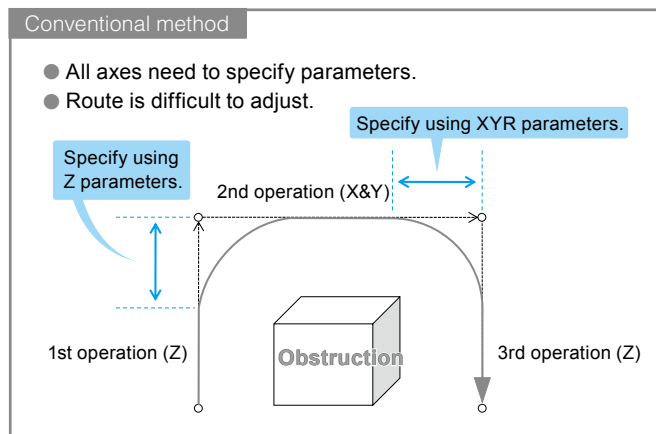 Conventional method
● All axes need to specify parameters.
● Route is difficult to adjust.
Specify using XYR parameters.
Specify using
Z parameters.
2nd operation (X&Y)
1st operation (Z)
Obstruction
3rd operation (Z)